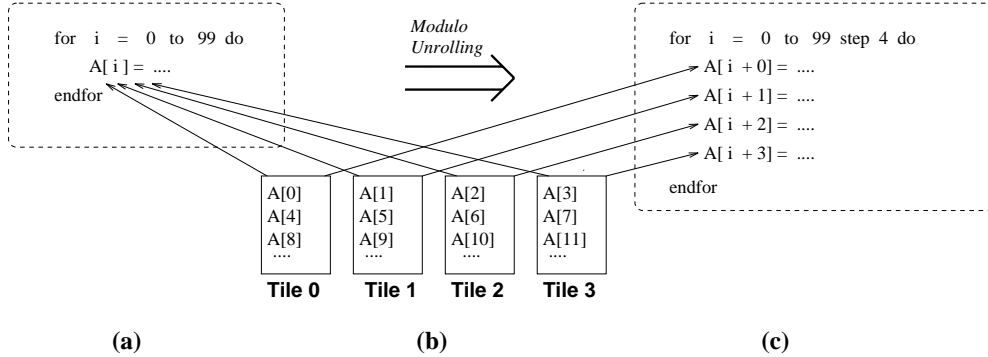 for i = 0 to 99 do
A[ i ] = ....
endfor
Modulo
Unrolling
for i = 0 to 99 step 4 do
A[ i + 0] = ....
A[ i + 1] = ....
A[ i + 2] = ....
A[ i + 3] = ....
endfor
A[0]
A[4]
A[8]
....
Tile 0
A[1]
A[5]
A[9]
....
Tile 1
A[2]
A[6]
A[10]
....
Tile 2
A[3]
A[7]
A[11]
....
Tile 3
(a)
(b)
(c)